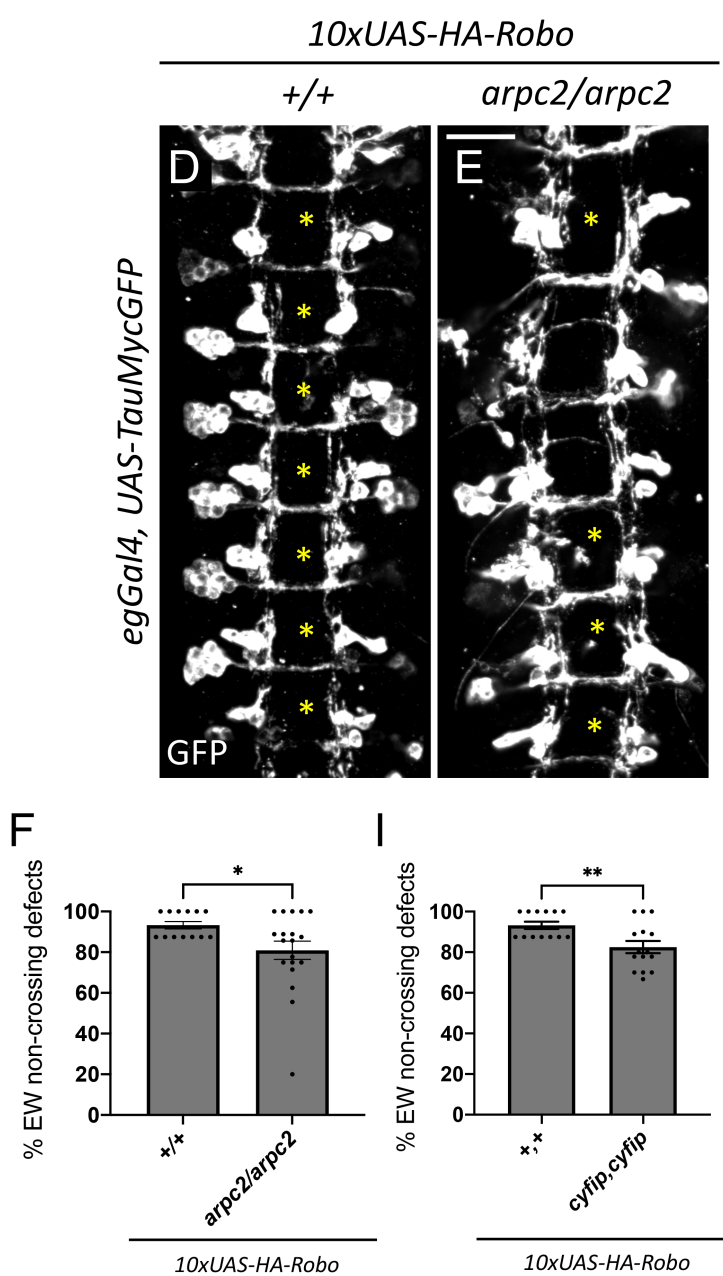 10xUAS-HA-Robo
+/+ arpc2/arpc2
D E
* * * * * * *
* * * *
egGal4, UAS-TauMycGFP
GFP
F
% EW non-crossing defects
*
100
80
60
40
20
0
+/+
arpc2/arpc2
10xUAS-HA-Robo
I
% EW non-crossing defects
**
100
80
60
40
20
0
+,+
cyfip,cyfip
10xUAS-HA-Robo